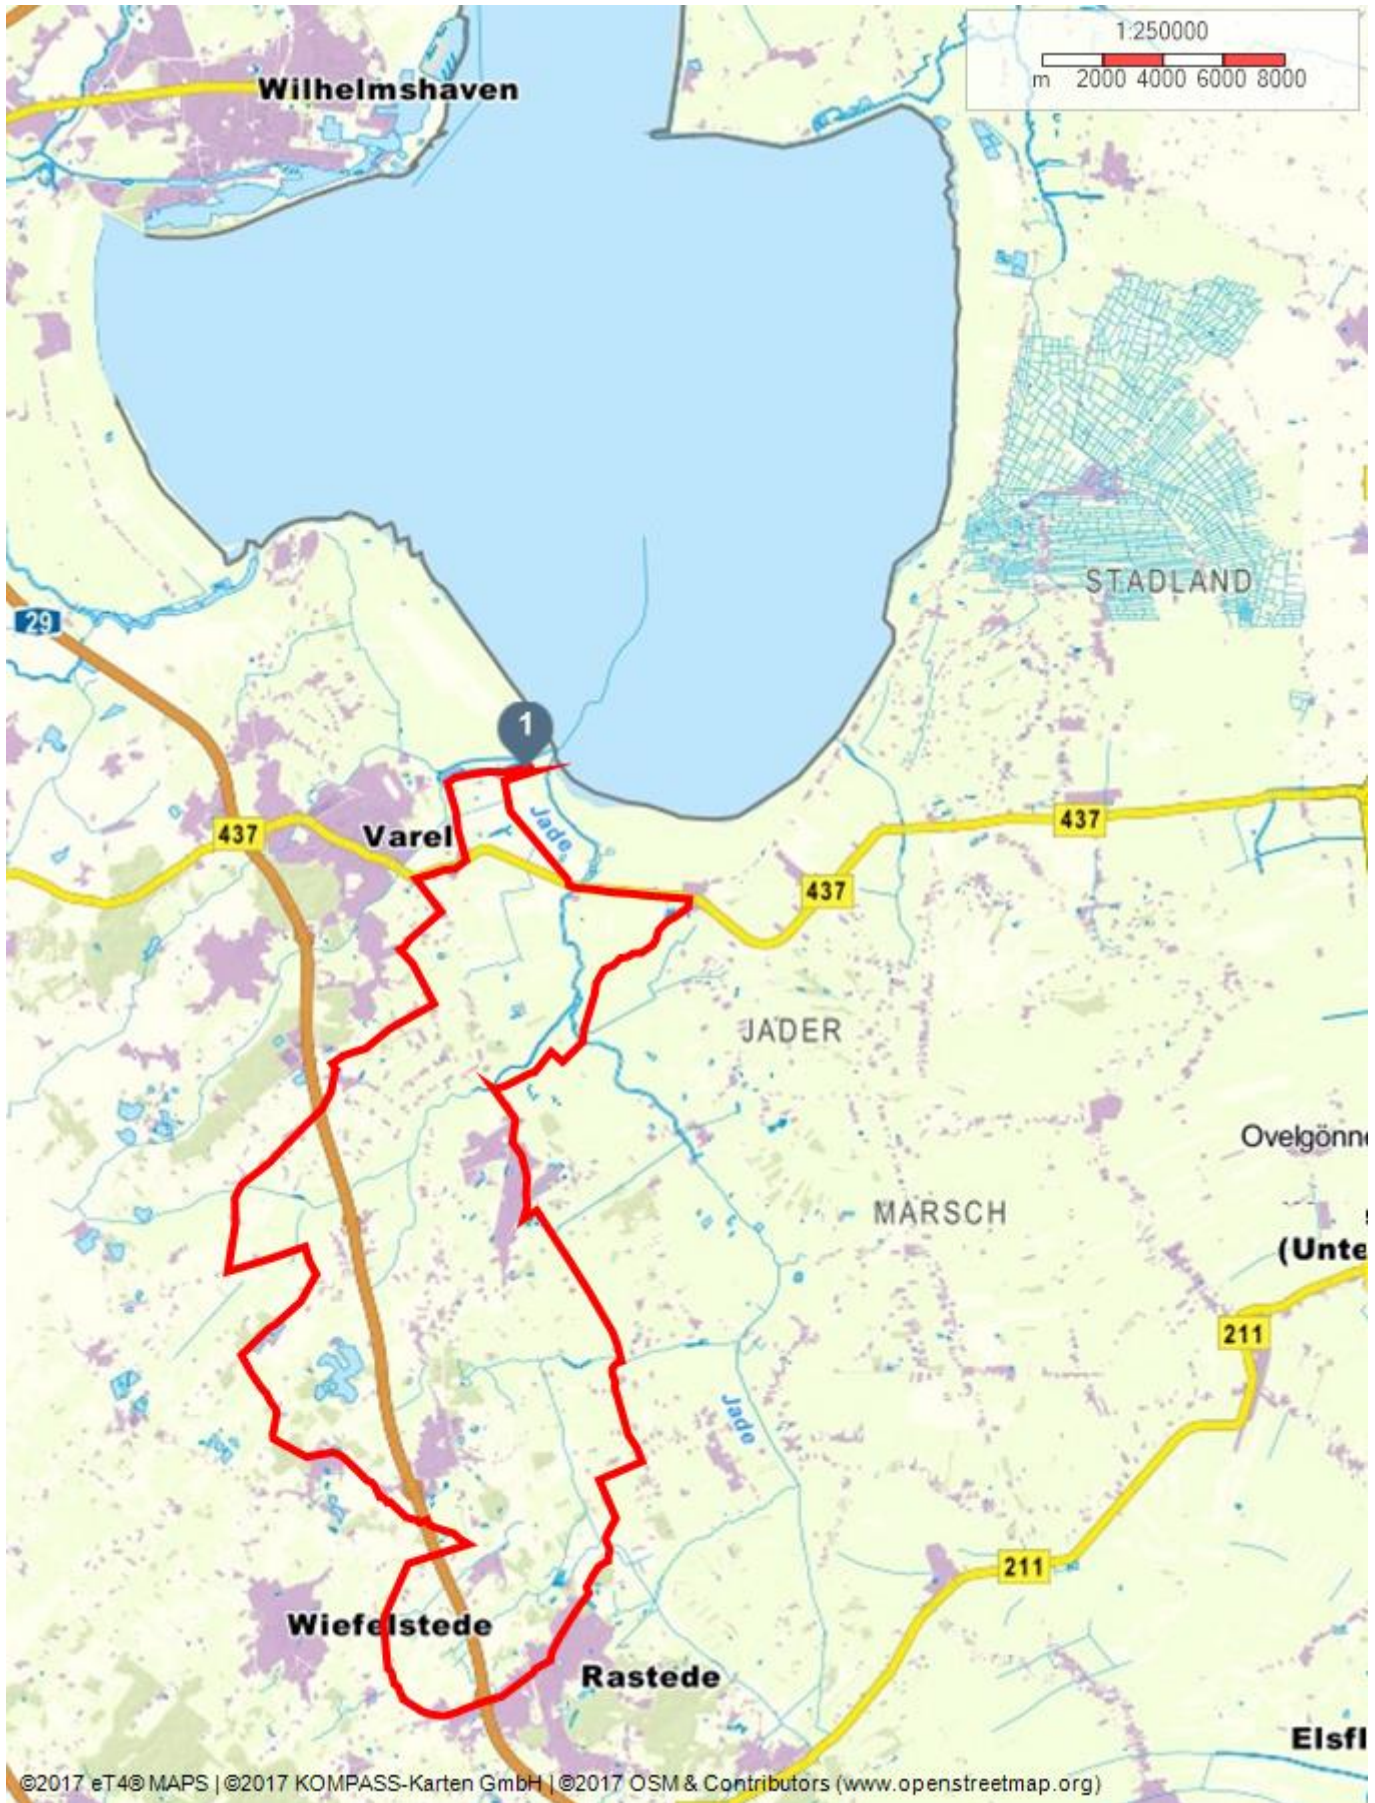 1:250000
m 2000 4000 6000 8000
Wilhelmshaven
STADLAND
29
1
437
Varel
Jade
437
437
JADER
Ovelgönne
MARSCH
(Unte
211
Jade
211
Wiefelstede
Rastede
Elsfl
©2017 eT4® MAPS | ©2017 KOMPASS-Karten GmbH | ©2017 OSM & Contributors (www.openstreetmap.org)